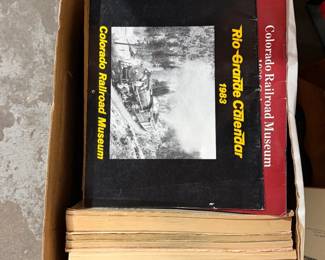 Rio Grande Calendar
1983
Colorado Railroad Museum
Colorado Railroad Museum